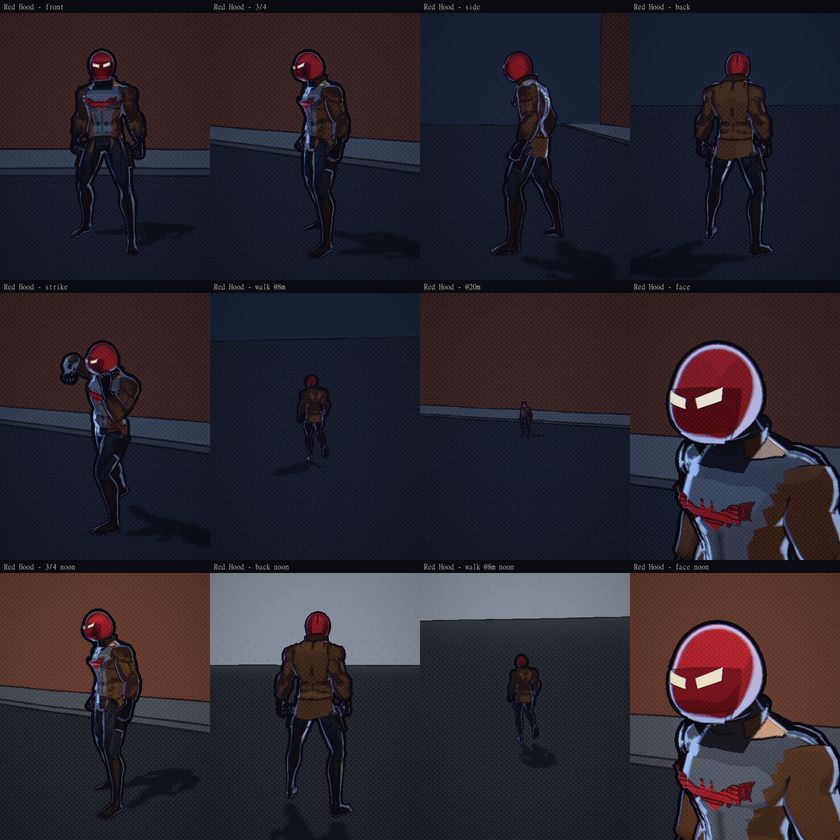 Red Hood - front
Red Hood - 3/4
Red Hood - side
Red Hood - back
Red Hood - strike
Red Hood - walk @8m
Red Hood - @20m
Red Hood - face
Red Hood - 3/4 noon
Red Hood - back noon
Red Hood - walk @8m noon
Red Hood - face noon